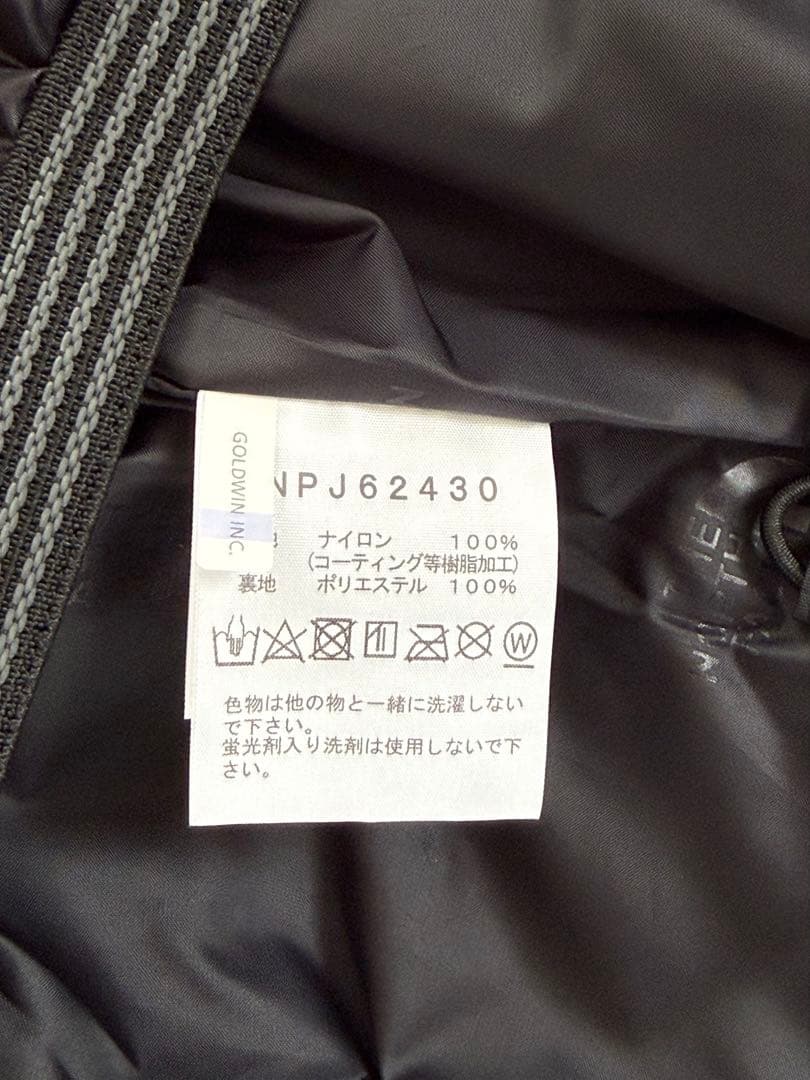 GOLDWIN INC.
NPJ62430
ナイロン 100%
(コーティング等樹脂加工)
裏地 ポリエステル 100%
W
色物は他の物と一緒に洗濯しない
で下さい。
蛍光剤入り洗剤は使用しないで下
さい。